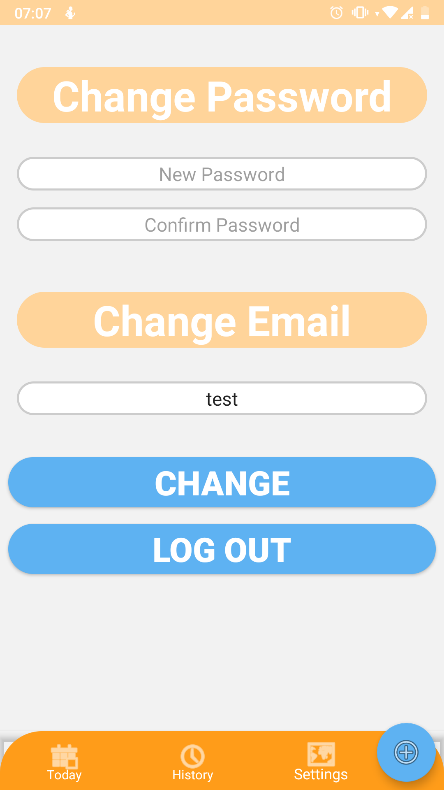 07:07
Change Password
New Password
Confirm Password
Change Email
test
CHANGE
LOG OUT
Today
History
Settings